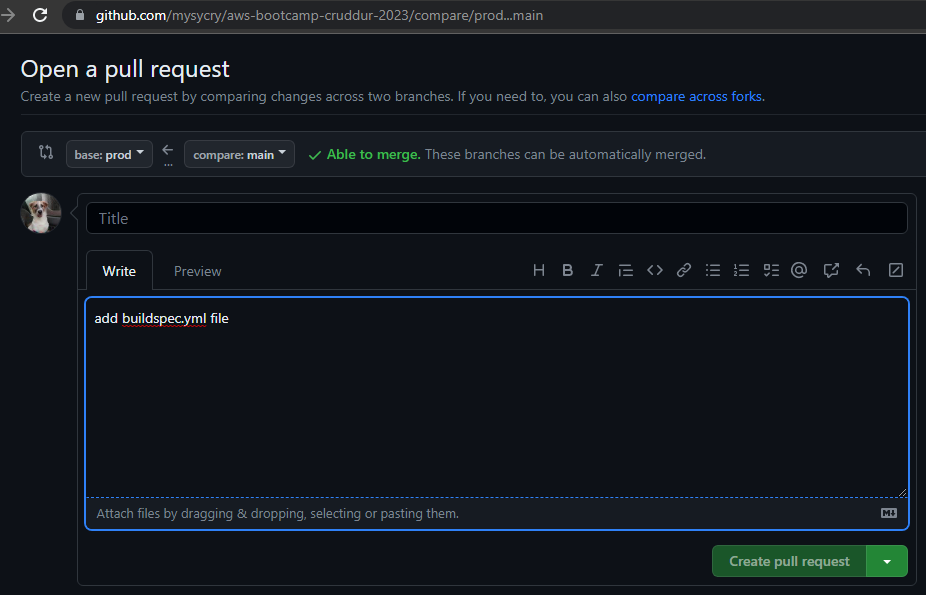 github.com/mysycry/aws-bootcamp-cruddur-2023/compare/prod...main
Open a pull request
Create a new pull request by comparing changes across two branches. If you need to, you can also compare across forks.
base: prod
compare: main
Able to merge. These branches can be automatically merged.
Title
Write Preview
add buildspec.yml file
Attach files by dragging & dropping, selecting or pasting them.
Create pull request